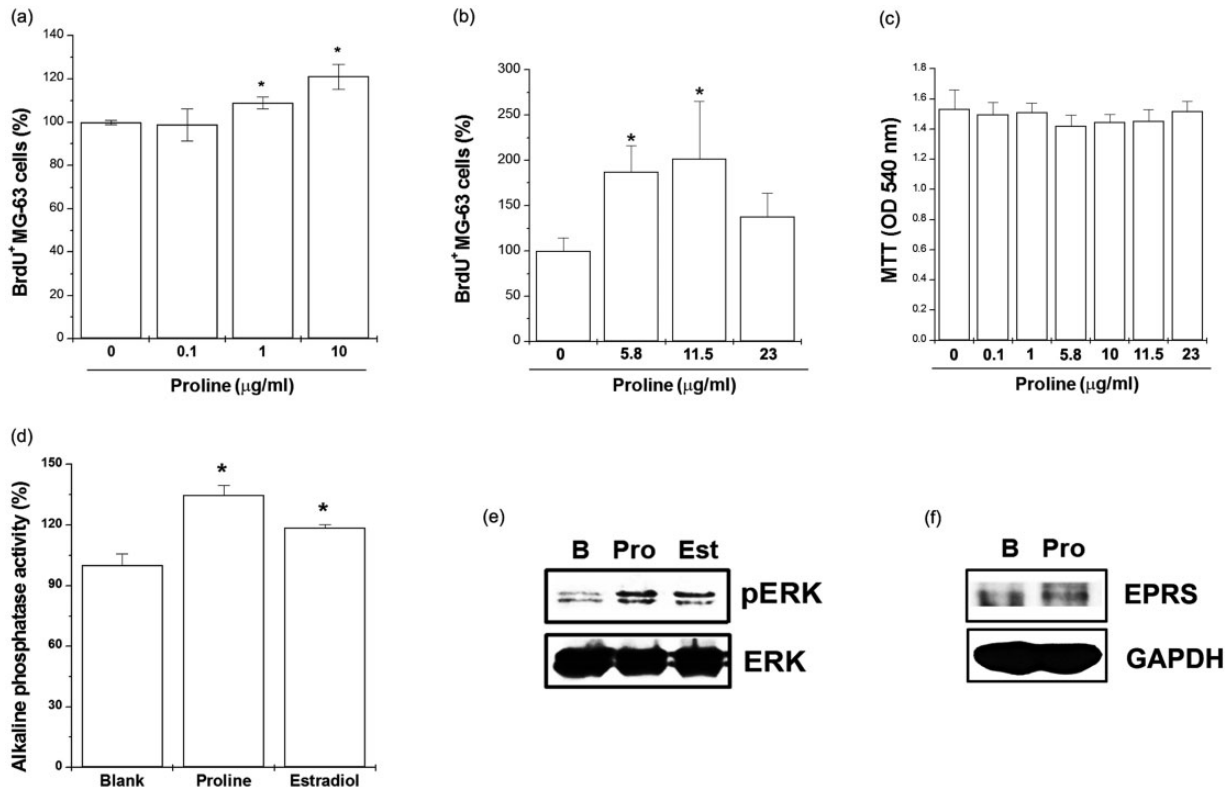 (a)
140
120
100
80
60
40
20
0
BrdU+ MG-63 cells (%)
*
*
0 0.1 1 10
Proline (μg/ml)
(b)
300
250
200
150
100
50
0
BrdU+ MG-63 cells (%)
*
*
0 5.8 11.5 23
Proline (μg/ml)
(c)
1.8
1.6
1.4
1.2
1.0
0.8
0.6
0.4
0.2
0.0
MTT (OD 540 nm)
0 0.1 1 5.8 10 11.5 23
Proline (μg/ml)
(d)
150
120
90
60
30
0
Alkaline phosphatase activity (%)
*
*
Blank Proline Estradiol
(e)
B Pro Est
pERK
ERK
(f)
B Pro
EPRS
GAPDH